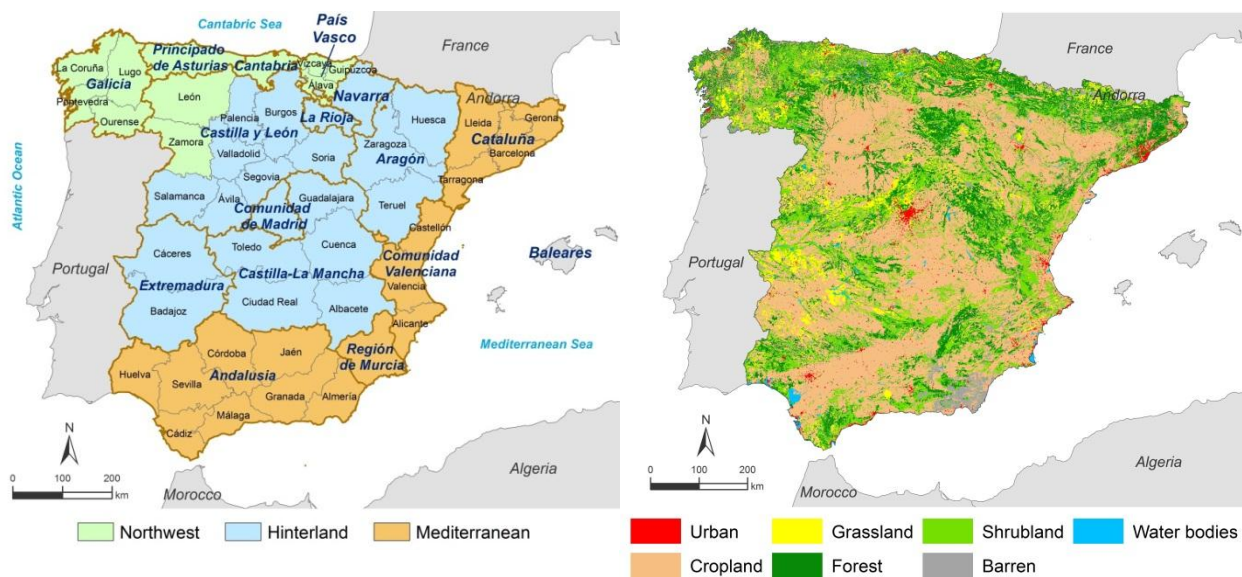 Cantabric Sea
País
Vasco
France
Principado
de Asturias
Cantabria
Vizcaya
Guipúzcoa
Álava
La Coruña
Lugo
Galicia
Pontevedra
Ourense
León
Zamora
Palencia
Burgos
Castilla y León
Valladolid
Soria
Segovia
Salamanca
Ávila
Navarra
La Rioja
Huesca
Zaragoza
Aragón
Teruel
Andorra
Lleida
Gerona
Cataluña
Barcelona
Tarragona
Atlantic Ocean
Guadalajara
Comunidad
de Madrid
Toledo
Cuenca
Castilla-La Mancha
Ciudad Real
Albacete
Castellón
Comunidad
Valenciana
Valencia
Alicante
Baleares
Portugal
Cáceres
Extremadura
Badajoz
Mediterranean Sea
Región
de Murcia
Córdoba
Jaén
Huelva
Sevilla
Andalusia
Granada
Almería
Málaga
Cádiz
N
0 100 200
km
Morocco
Algeria
Northwest
Hinterland
Mediterranean
France
Andorra
Portugal
N
0 100 200
km
Morocco
Algeria
Urban
Grassland
Shrubland
Water bodies
Cropland
Forest
Barren